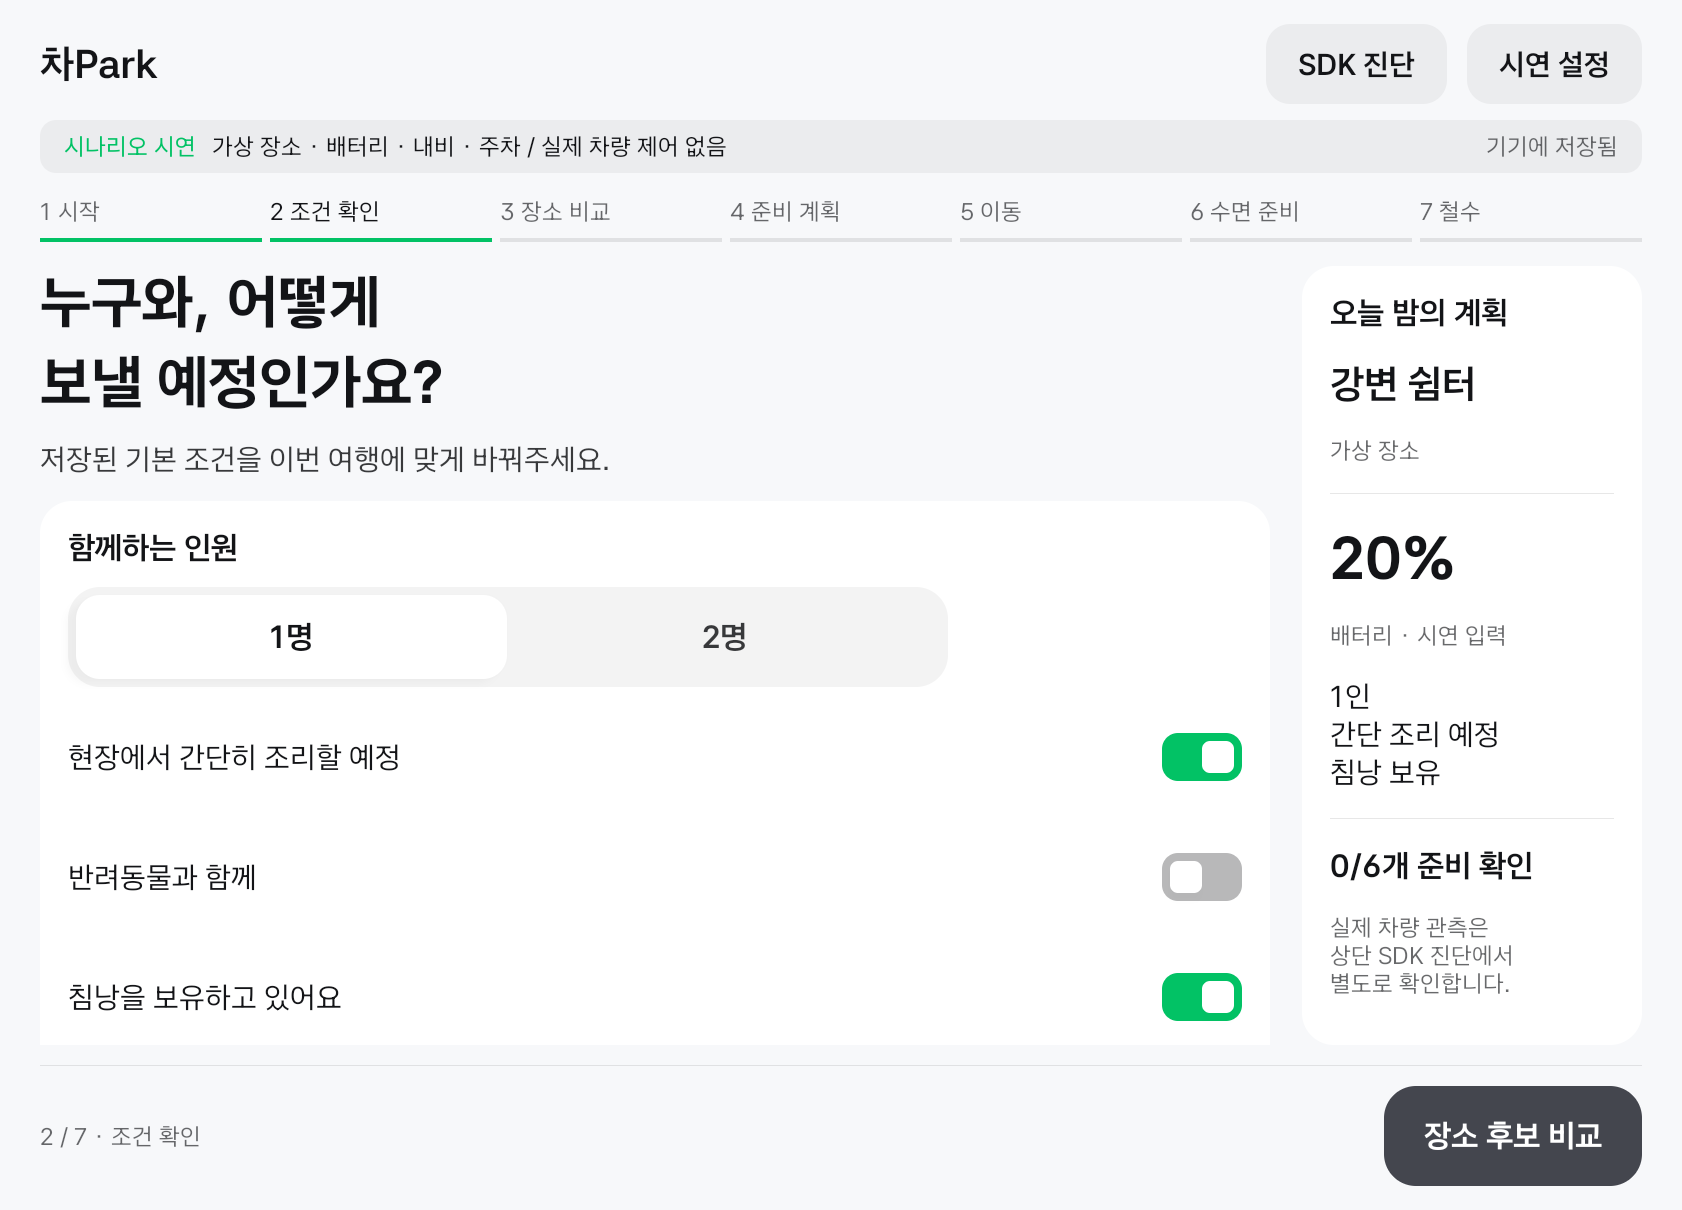 차Park
SDK 진단
시연 설정
시나리오 시연 가상 장소 · 배터리 · 내비 · 주차 / 실제 차량 제어 없음
기기에 저장됨
1 시작
2 조건 확인
3 장소 비교
4 준비 계획
5 이동
6 수면 준비
7 철수
누구와, 어떻게
보낼 예정인가요?
저장된 기본 조건을 이번 여행에 맞게 바꿔주세요.
함께하는 인원
1명
2명
현장에서 간단히 조리할 예정
반려동물과 함께
침낭을 보유하고 있어요
오늘 밤의 계획
강변 쉼터
가상 장소
20%
배터리 · 시연 입력
1인
간단 조리 예정
침낭 보유
0/6개 준비 확인
실제 차량 관측은
상단 SDK 진단에서
별도로 확인합니다.
2 / 7 · 조건 확인
장소 후보 비교